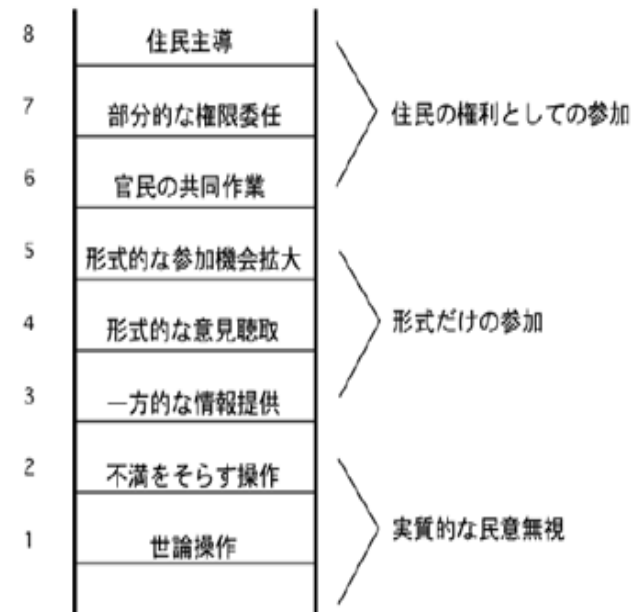 8 住民主導
7 部分的な権限委任
住民の権利としての参加
6 官民の共同作業
5 形式的な参加機会拡大
4 形式的な意見聴取
形式だけの参加
3 一方的な情報提供
2 不満をそらす操作
実質的な民意無視
1 世論操作